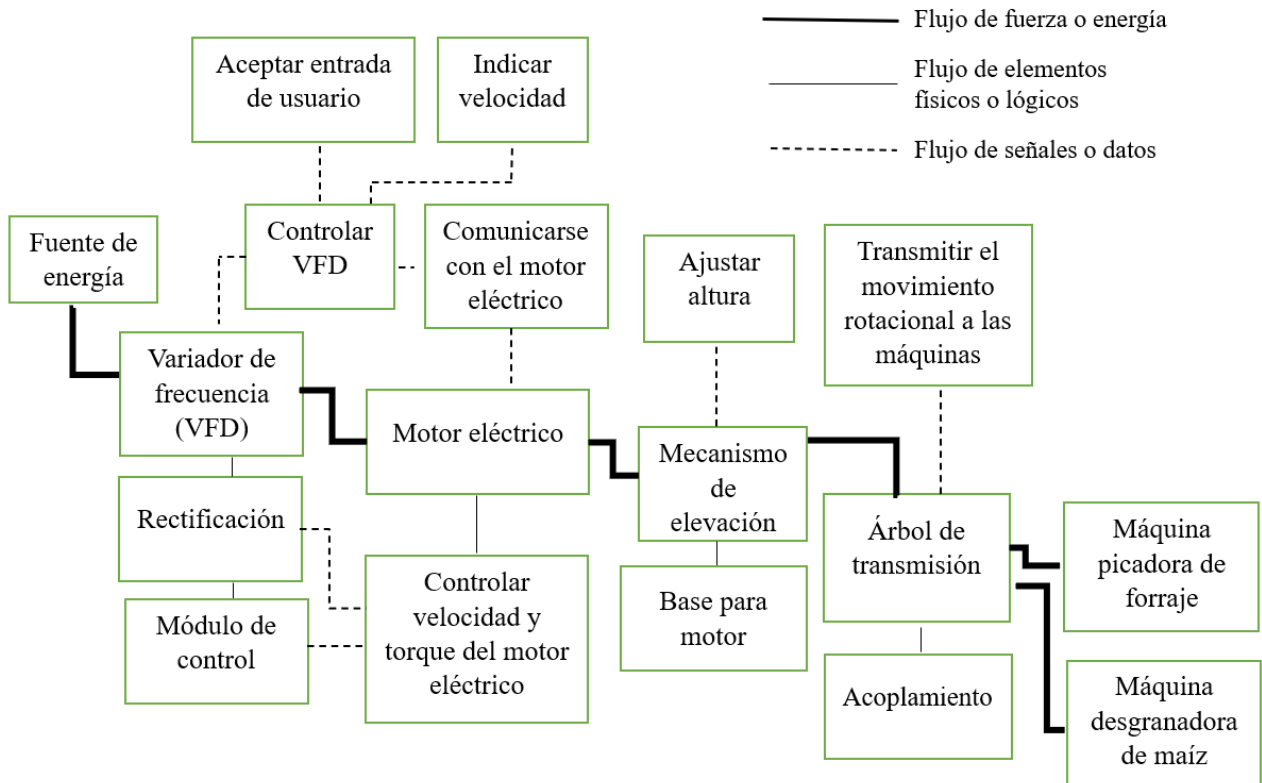 Flujo de fuerza o energía
Flujo de elementos
físicos o lógicos
Flujo de señales o datos
Aceptar entrada
de usuario
Indicar
velocidad
Fuente de
energía
Controlar
VFD
Comunicarse
con el motor
eléctrico
Ajustar
altura
Transmitir el
movimiento
rotacional a las
máquinas
Variador de
frecuencia
(VFD)
Motor eléctrico
Mecanismo
de
elevación
Árbol de
transmisión
Máquina
picadora de
forraje
Rectificación
Módulo de
control
Controlar
velocidad y
torque del motor
eléctrico
Base para
motor
Acoplamiento
Máquina
desgranadora
de maíz